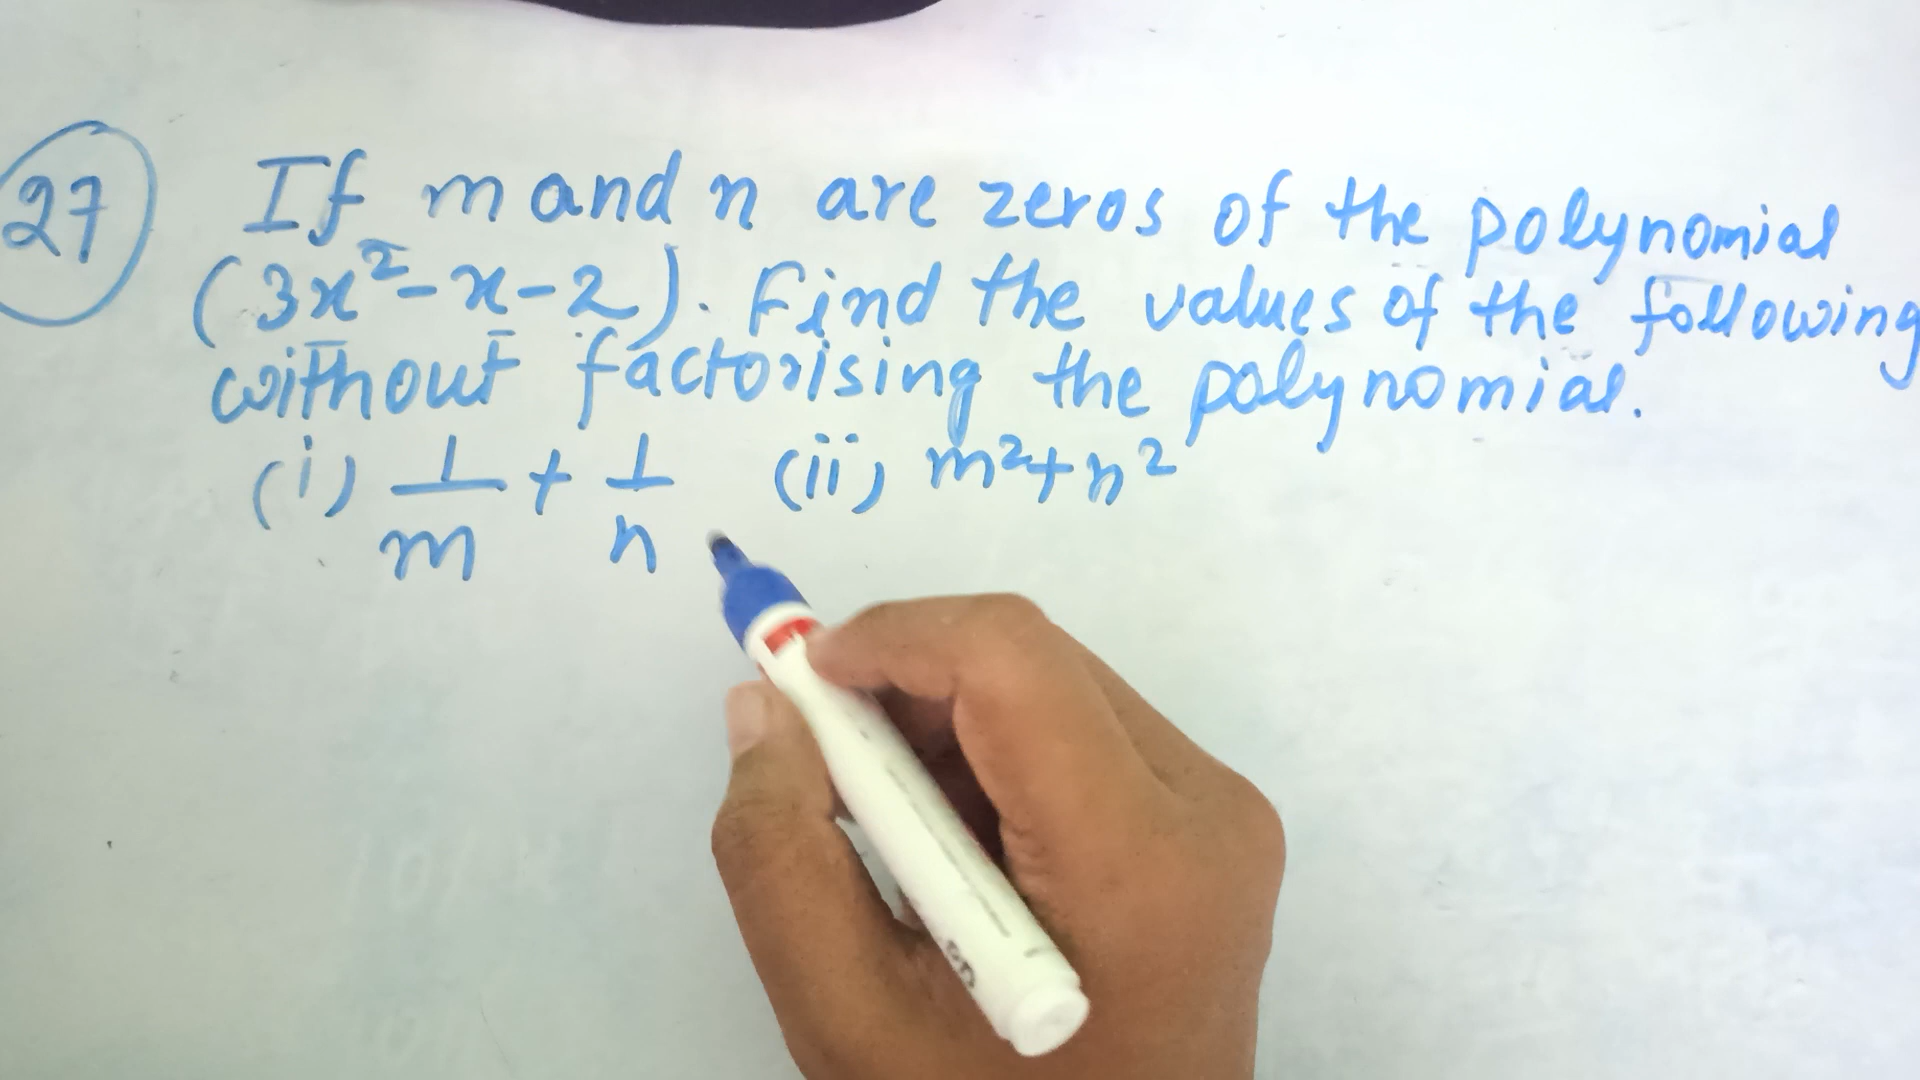 27 If m and n are zeros of the polynomial
(3x²-x-2). Find the values of the following
without factorising the polynomial.
(i) 1/m + 1/n (ii) m²+n²